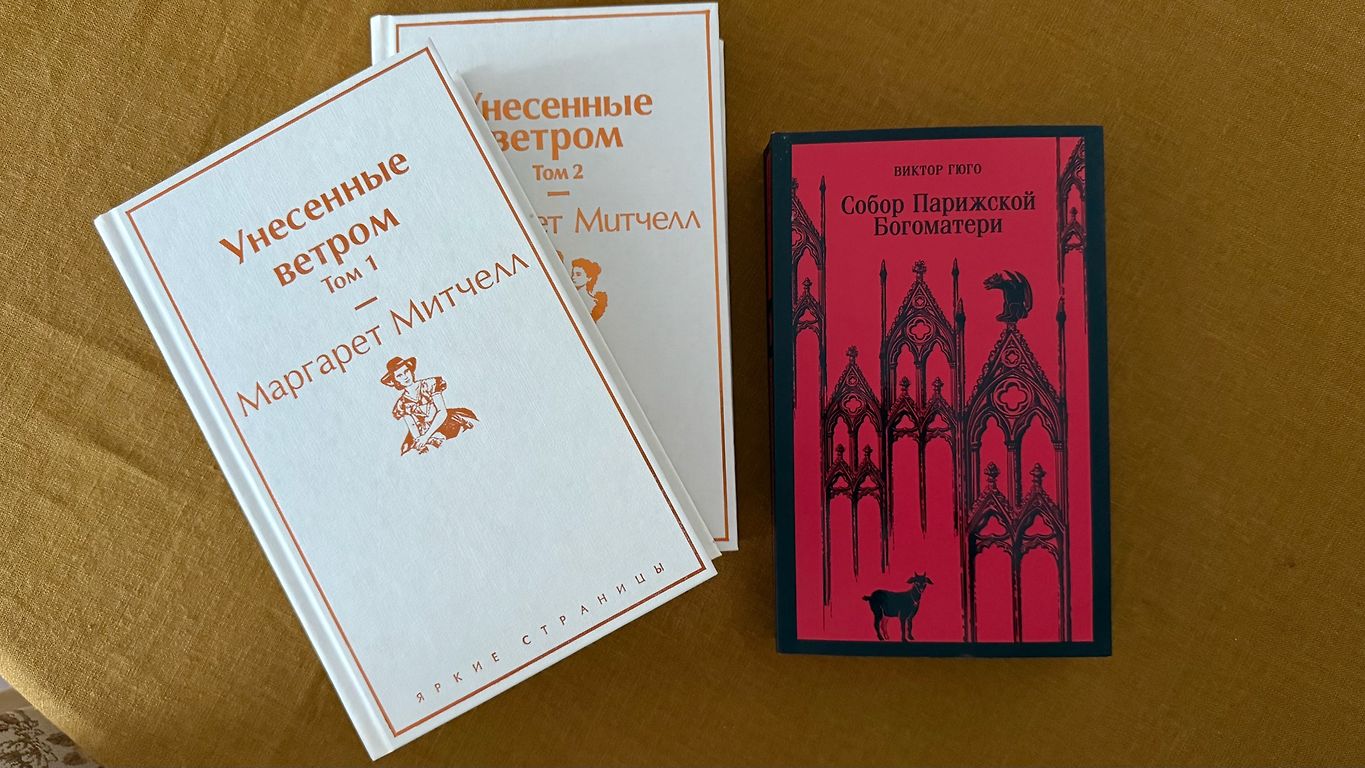 Унесенные
ветром
Том 1
Маргарет Митчелл
ЯРКИЕ СТРАНИЦЫ
Унесенные
ветром
Том 2
Митчелл
ВИКТОР ГЮГО
Собор Парижской
Богоматери